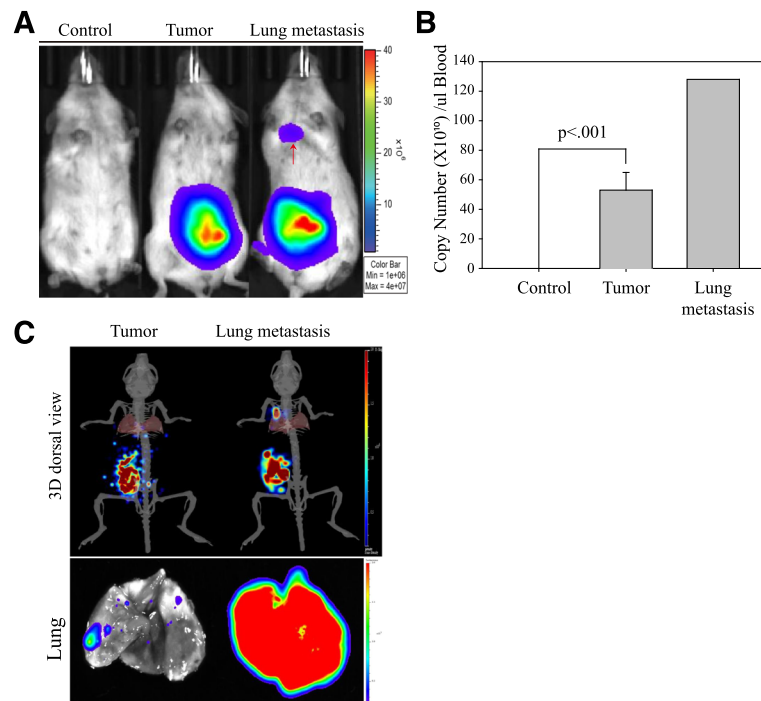 A
Control
Tumor
Lung metastasis
40
30
20
10
x10⁶
Color Bar
Min = 1e+06
Max = 4e+07
B
Copy Number (X10¹⁰) /ul Blood
140
120
100
80
60
40
20
0
p<.001
Control
Tumor
Lung
metastasis
C
Tumor
Lung metastasis
3D dorsal view
Lung